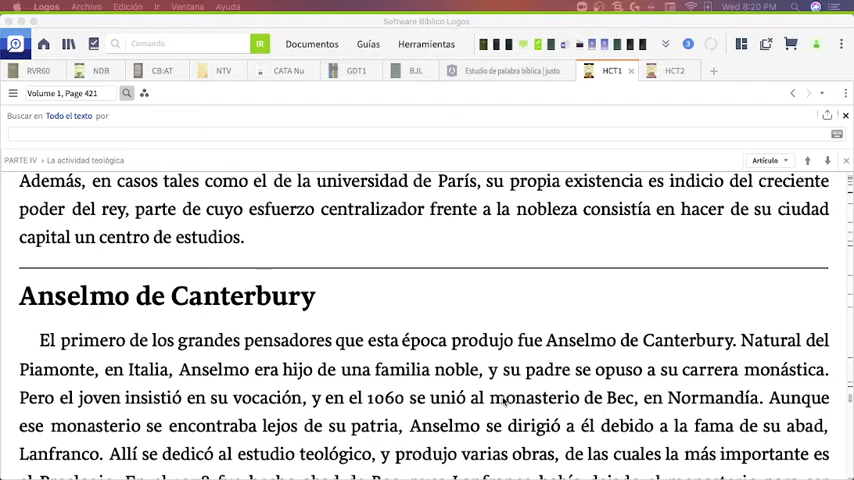 Logos Archivo Edición Ir Ventana Ayuda Wed 8:20 PM
Software Bíblico Logos
Comando IR Documentos Guías Herramientas 3
RVR60 NDB CB:AT NTV CATA Nu GDT1 BJL Estudio de palabra bíblica | justo HCT1 × HCT2 +
Volume 1, Page 421
Buscar en Todo el texto por
PARTE IV › La actividad teológica Artículo
Además, en casos tales como el de la universidad de París, su propia existencia es indicio del creciente
poder del rey, parte de cuyo esfuerzo centralizador frente a la nobleza consistía en hacer de su ciudad
capital un centro de estudios.
Anselmo de Canterbury
El primero de los grandes pensadores que esta época produjo fue Anselmo de Canterbury. Natural del
Piamonte, en Italia, Anselmo era hijo de una familia noble, y su padre se opuso a su carrera monástica.
Pero el joven insistió en su vocación, y en el 1060 se unió al monasterio de Bec, en Normandía. Aunque
ese monasterio se encontraba lejos de su patria, Anselmo se dirigió a él debido a la fama de su abad,
Lanfranco. Allí se dedicó al estudio teológico, y produjo varias obras, de las cuales la más importante es